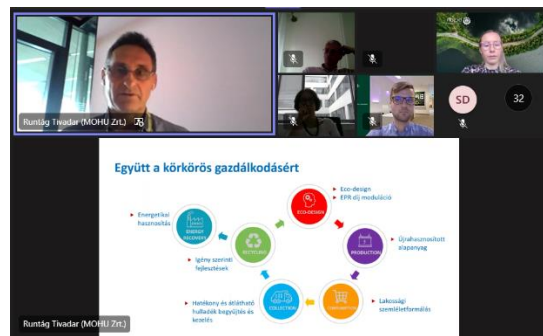 Runtág Tivadar (MOHU Zrt.)
SD
32
Együtt a körkörös gazdálkodásért
Eco-design
EPR díj moduláció
ECO-DESIGN
Energetikai
hasznosítás
ENERGY
RECOVERY
RECYCLING
PRODUCTION
Újrahasznosított
alapanyag
Igény szerinti
fejlesztések
Hatékony és átlátható
hulladék begyűjtés és
kezelés
COLLECTION
Lakossági
szemléletformálás
Runtág Tivadar (MOHU Zrt.)